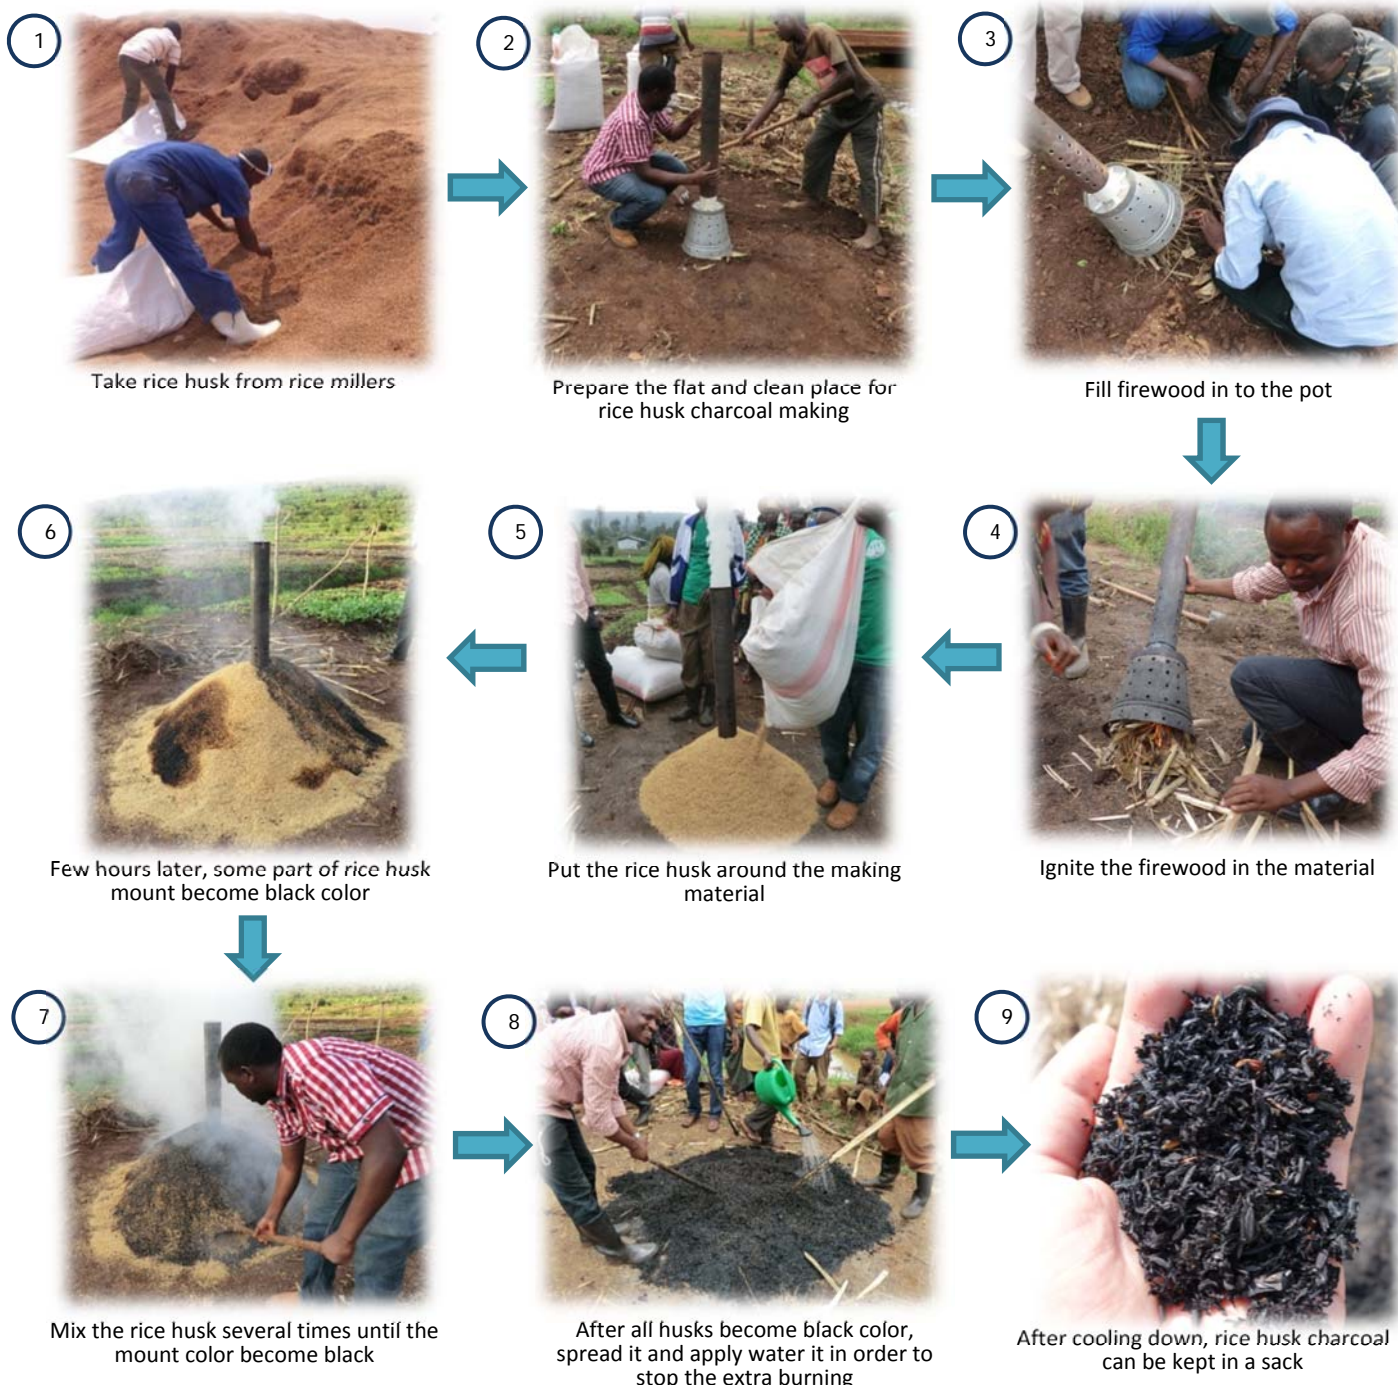 1
Take rice husk from rice millers
2
Prepare the flat and clean place for
rice husk charcoal making
3
Fill firewood in to the pot
4
Ignite the firewood in the material
5
Put the rice husk around the making
material
6
Few hours later, some part of rice husk
mount become black color
7
Mix the rice husk several times until the
mount color become black
8
After all husks become black color,
spread it and apply water it in order to
stop the extra burning
9
After cooling down, rice husk charcoal
can be kept in a sack